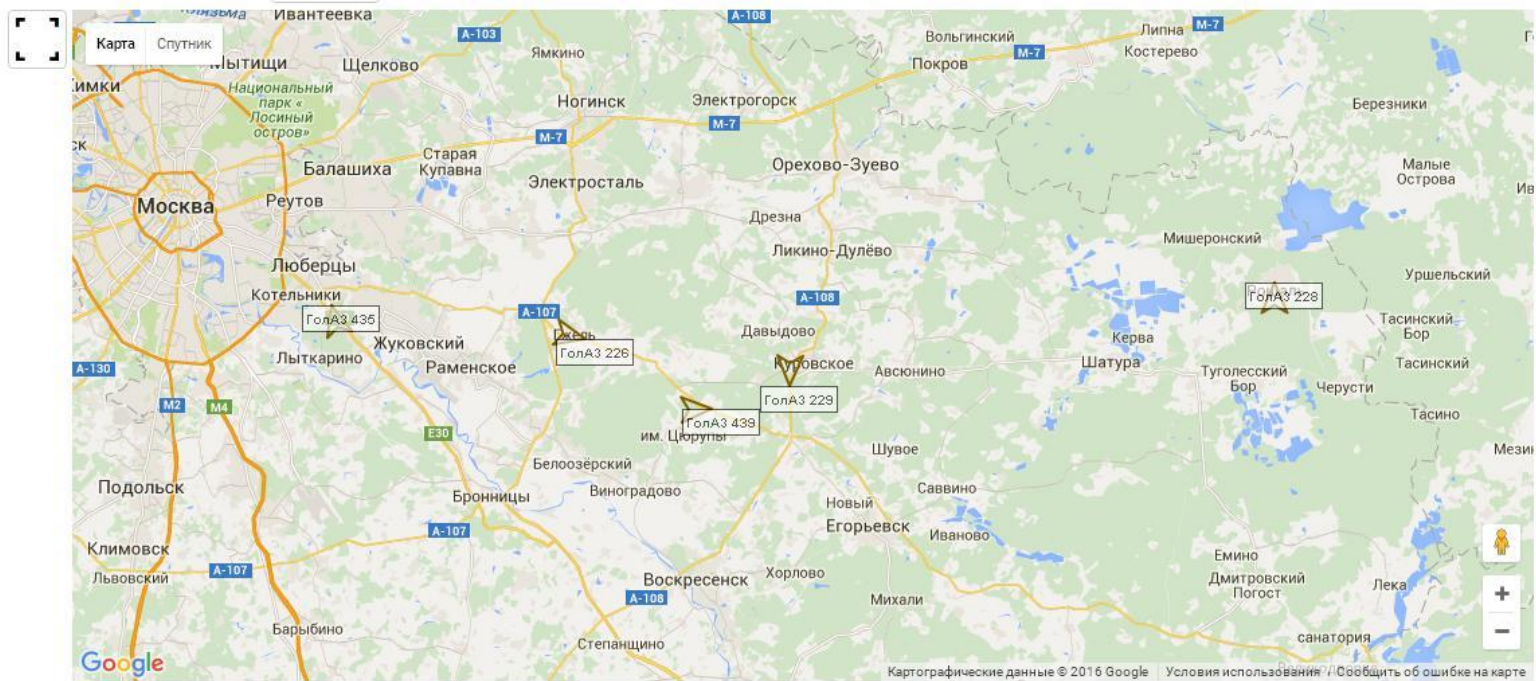 Клязьма
Ивантеевка
А-108
Липна
М-7
Вольгинский
А-103
Карта
Спутник
Ямкино
М-7
Костерево
Мытищи
Щелково
Покров
Химки
Национальный
парк «
Лосиный
остров»
Ногинск
Электрогорск
Березники
М-7
М-7
Старая
Купавна
Балашиха
Орехово-Зуево
Малые
Острова
Электросталь
Реутов
Москва
Дрезна
Мишеронский
Ликино-Дулёво
Люберцы
Уршельский
Котельники
А-108
ГолАЗ 228
А-107
ГолАЗ 435
Тасинский
Бор
Давыдово
Гжель
Керва
Жуковский
ГолАЗ 226
Лыткарино
Куровское
Шатура
Тасинский
Раменское
А-130
Авсюнино
Туголесский
Бор
Черусти
ГолАЗ 229
М2
М4
ГолАЗ 439
Тасино
Е30
им. Цюрупы
Шувое
Белоозёрский
Подольск
Виноградово
Саввино
Бронницы
Новый
Егорьевск
А-107
Иваново
Климовск
Емино
А-107
Львовский
Воскресенск
Хорлово
Дмитровский
Погост
Лека
А-108
Михали
Барыбино
Степанщино
санатория
Google
Картографические данные © 2016 Google
Условия использования
Сообщить об ошибке на карте